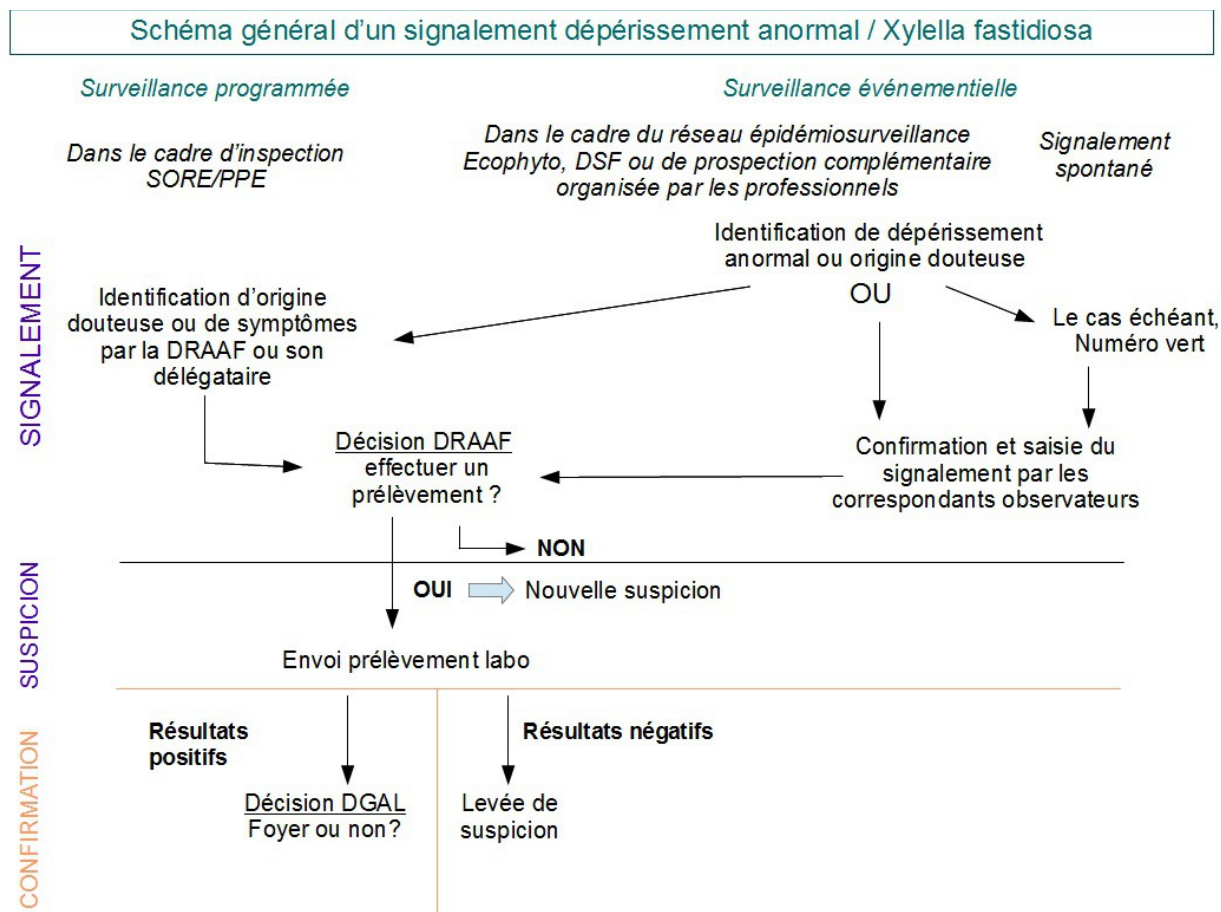 Schéma général d'un signalement dépérissement anormal / Xylella fastidiosa
Surveillance programmée
Surveillance événementielle
Dans le cadre d'inspection
SORE/PPE
Dans le cadre du réseau épidémiosurveillance
Ecophyto, DSF ou de prospection complémentaire
organisée par les professionnels
Signalement
spontané
SIGNALEMENT
Identification de dépérissement
anormal ou origine douteuse
OU
Identification d'origine
douteuse ou de symptômes
par la DRAAF ou son
délégataire
Le cas échéant,
Numéro vert
Décision DRAAF
effectuer un
prélèvement ?
Confirmation et saisie du
signalement par les
correspondants observateurs
NON
SUSPICION
OUI
Nouvelle suspicion
Envoi prélèvement labo
CONFIRMATION
Résultats
positifs
Résultats négatifs
Décision DGAL
Foyer ou non?
Levée de
suspicion